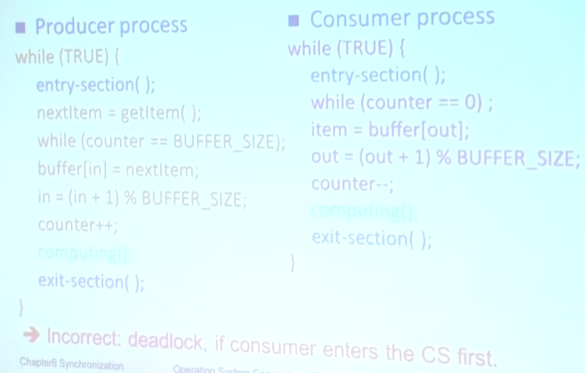 Producer process
while (TRUE) {
entry-section( );
nextItem = getItem( );
while (counter == BUFFER_SIZE);
buffer[in] = nextItem;
in = (in + 1) % BUFFER_SIZE;
counter++;
computing();
exit-section( );
}
Consumer process
while (TRUE) {
entry-section( );
while (counter == 0) ;
item = buffer[out];
out = (out + 1) % BUFFER_SIZE;
counter--;
computing();
exit-section( );
}
➔ Incorrect: deadlock, if consumer enters the CS first.
Chapter6 Synchronization
Operating System